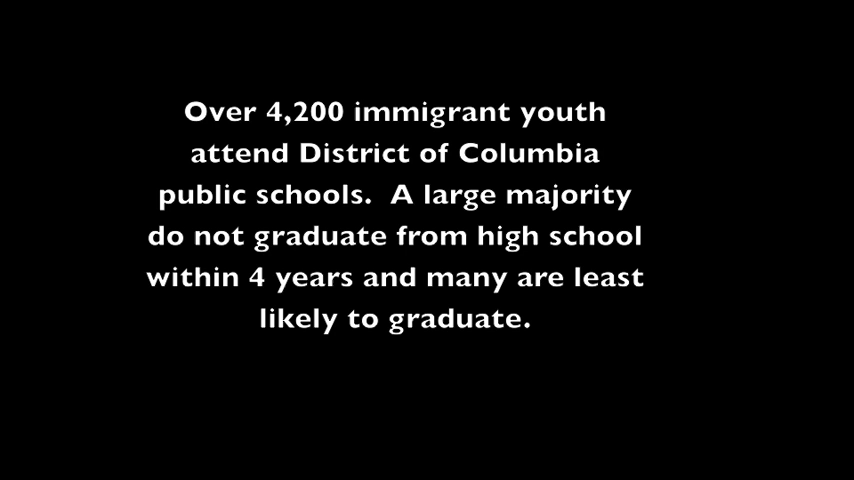 Over 4,200 immigrant youth
attend District of Columbia
public schools.  A large majority
do not graduate from high school
within 4 years and many are least
likely to graduate.